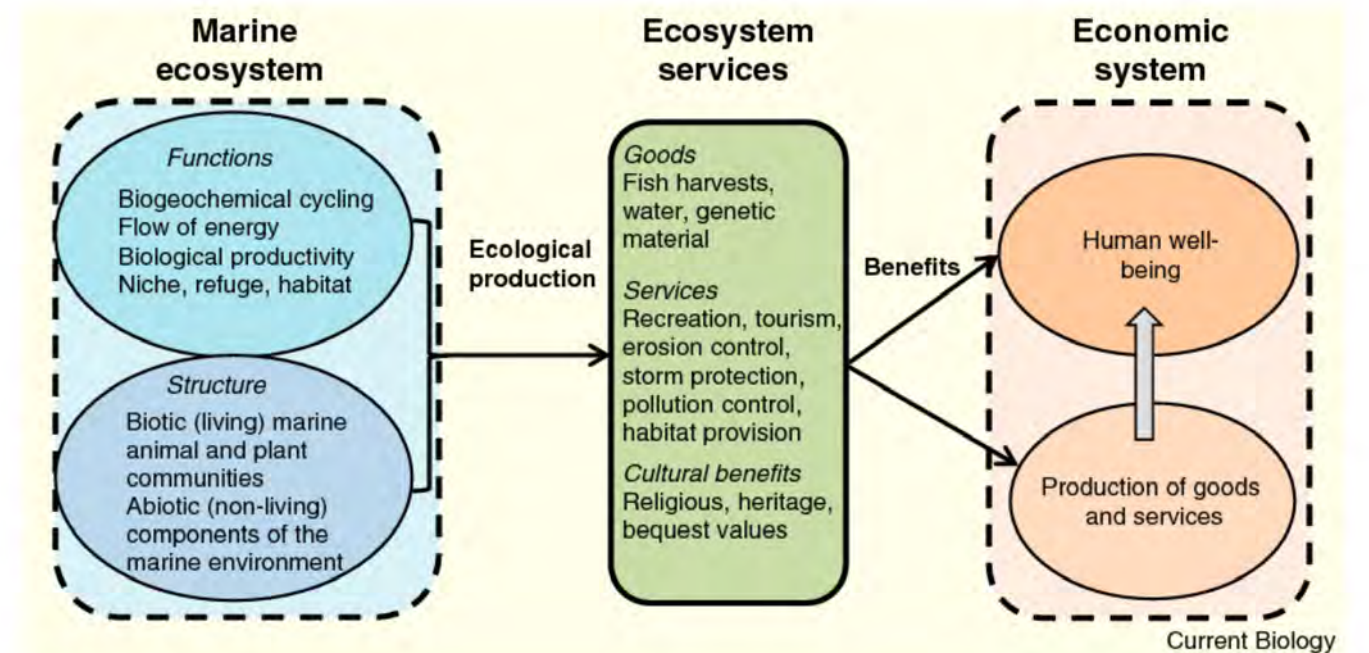 Marine
ecosystem
Functions
Biogeochemical cycling
Flow of energy
Biological productivity
Niche, refuge, habitat
Structure
Biotic (living) marine
animal and plant
communities
Abiotic (non-living)
components of the
marine environment
Ecological
production
Ecosystem
services
Goods
Fish harvests,
water, genetic
material
Services
Recreation, tourism,
erosion control,
storm protection,
pollution control,
habitat provision
Cultural benefits
Religious, heritage,
bequest values
Benefits
Economic
system
Human well-
being
Production of goods
and services
Current Biology